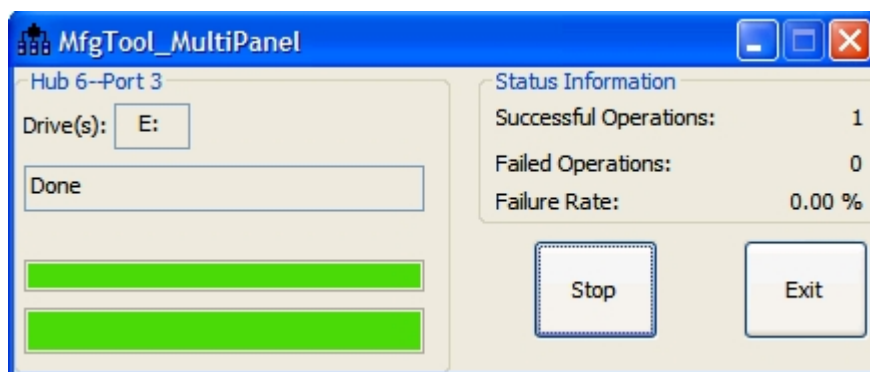 MfgTool_MultiPanel
Hub 6--Port 3
Drive(s): E:
Done
Status Information
Successful Operations: 1
Failed Operations: 0
Failure Rate: 0.00 %
Stop
Exit